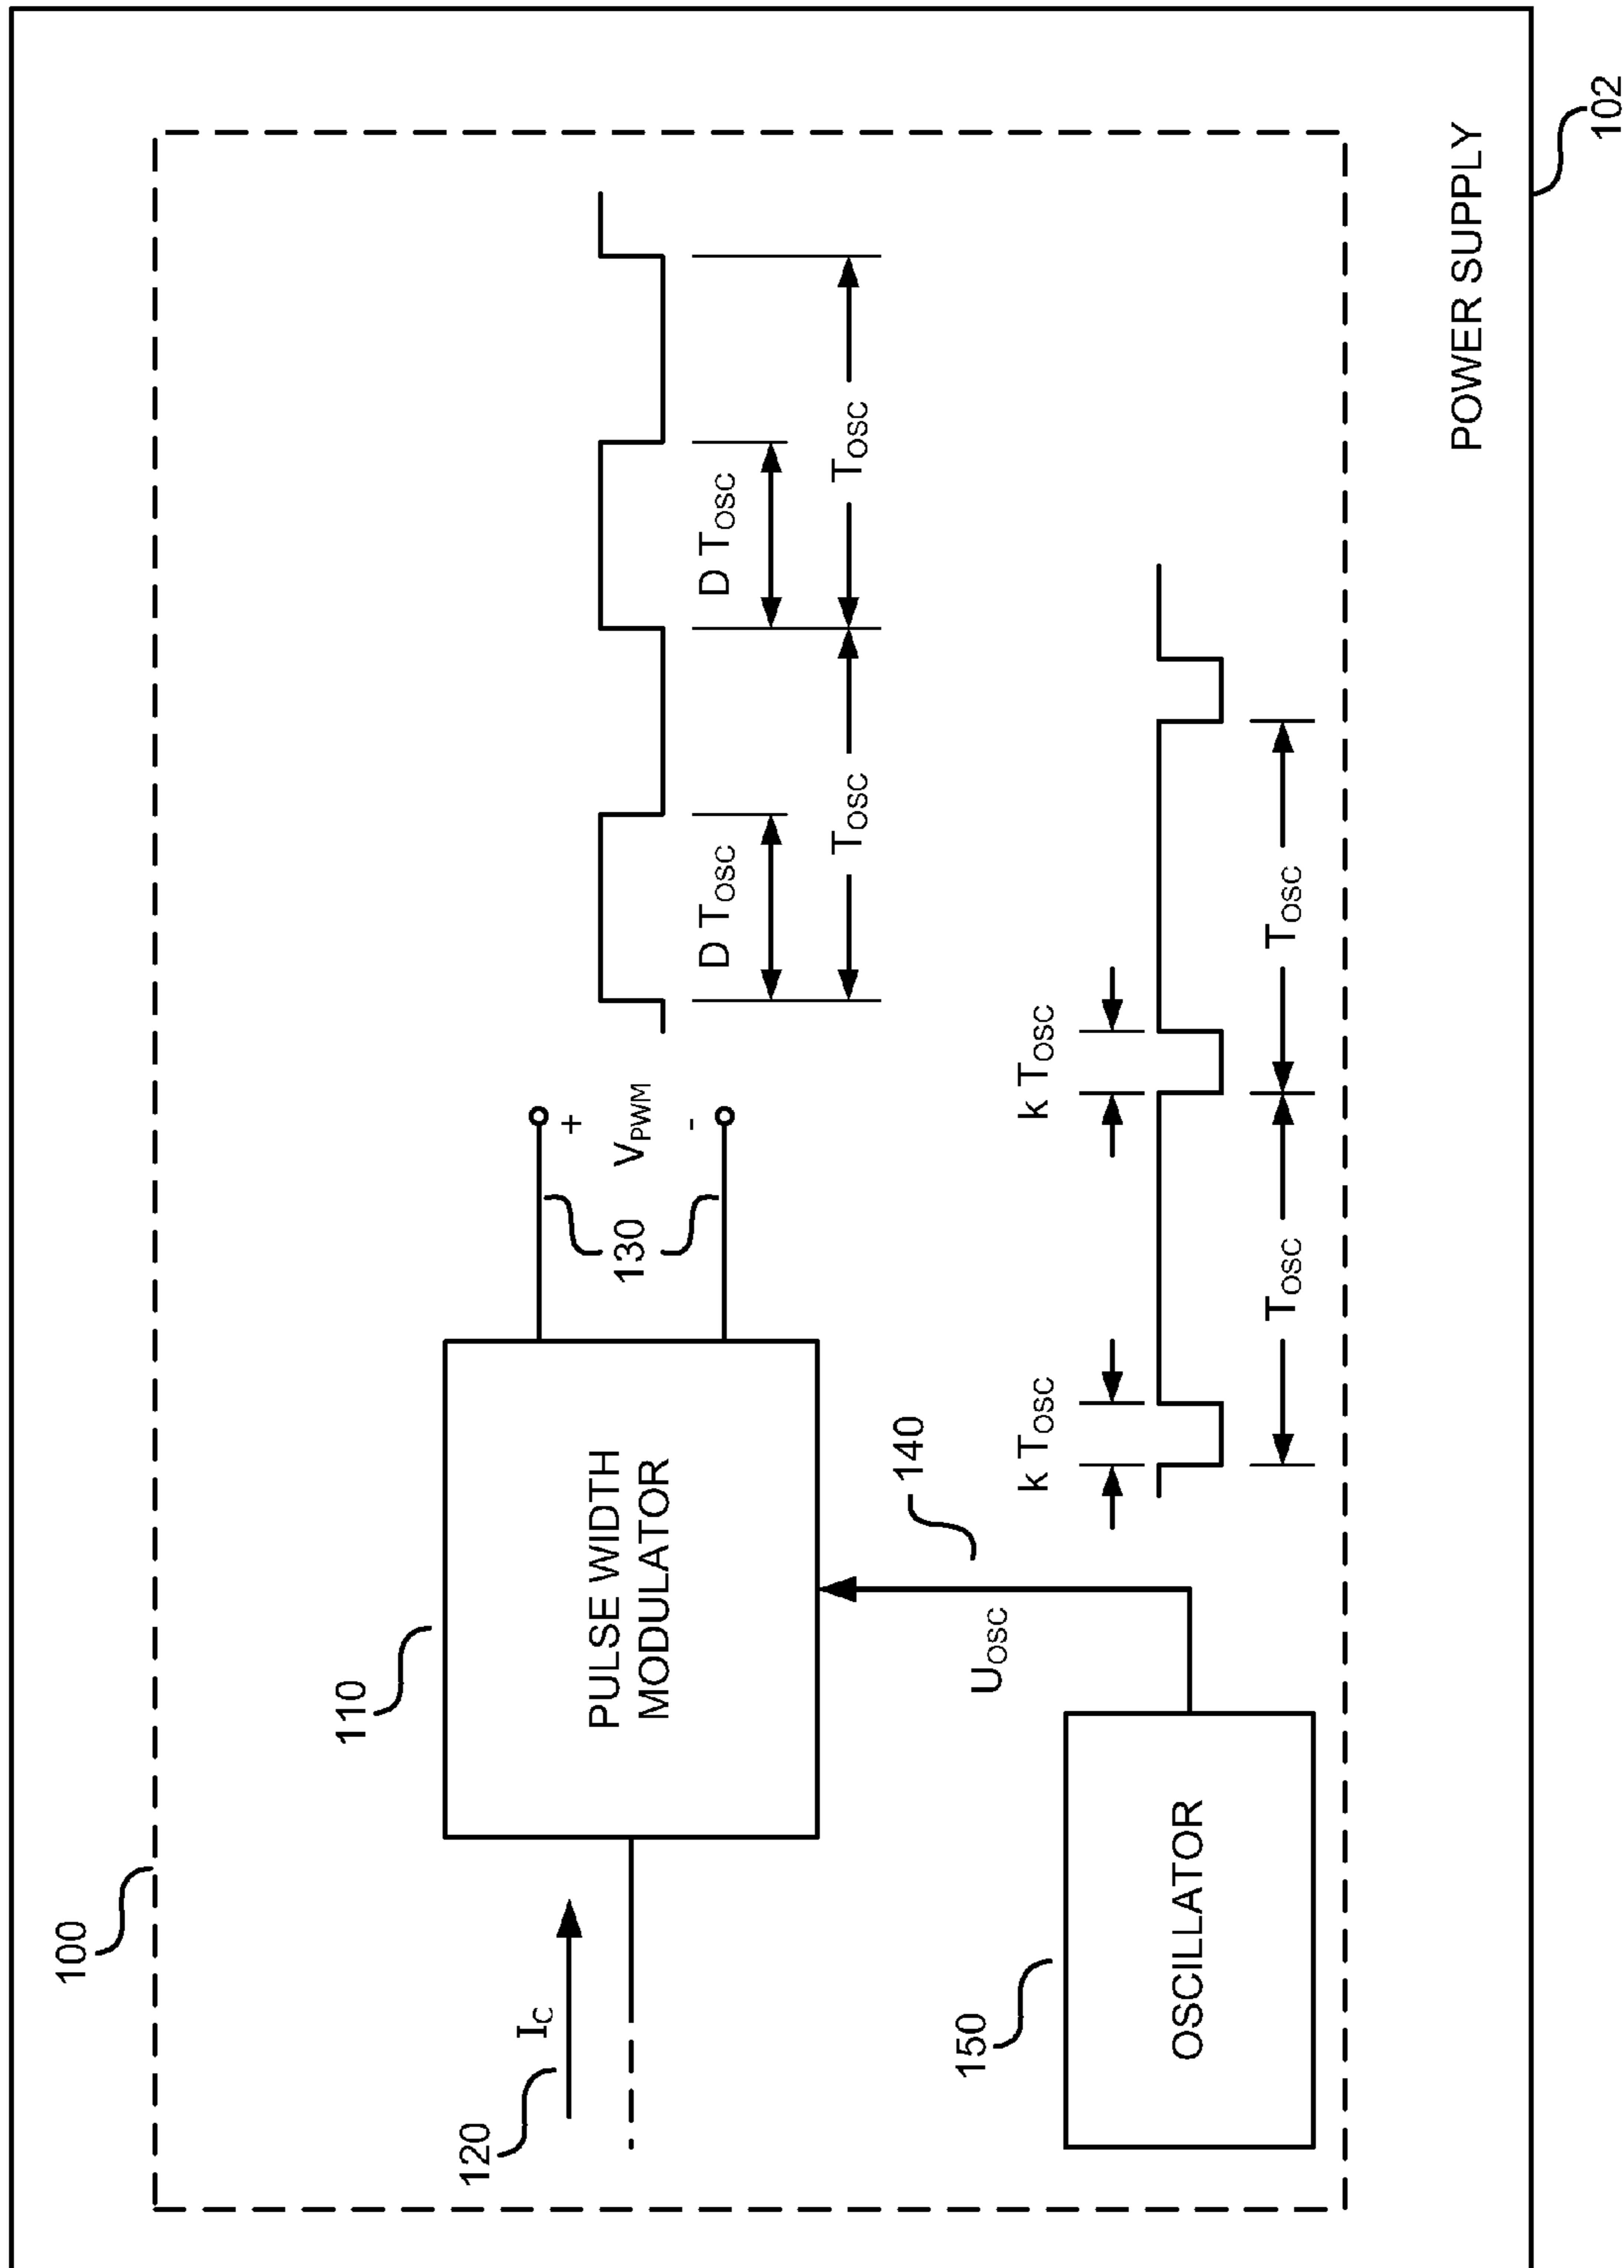 100
110
120
I_C
PULSE WIDTH
MODULATOR
130
+
V_PWM
-
D T_OSC
D T_OSC
T_OSC
T_OSC
140
U_OSC
150
OSCILLATOR
k T_OSC
k T_OSC
T_OSC
T_OSC
POWER SUPPLY
102